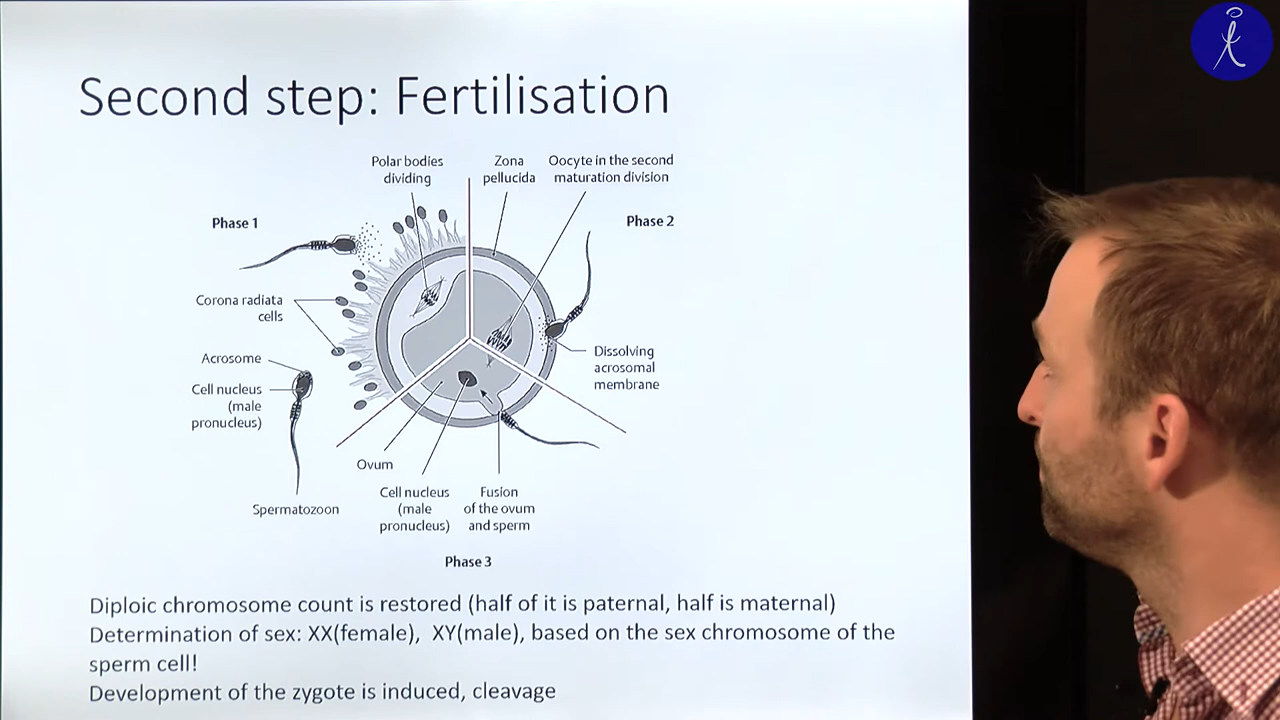 Second step: Fertilisation
Polar bodies
dividing
Zona
pellucida
Oocyte in the second
maturation division
Phase 1
Phase 2
Corona radiata
cells
Acrosome
Cell nucleus
(male
pronucleus)
Dissolving
acrosomal
membrane
Ovum
Spermatozoon
Cell nucleus
(male
pronucleus)
Fusion
of the ovum
and sperm
Phase 3
Diploic chromosome count is restored (half of it is paternal, half is maternal)
Determination of sex: XX(female), XY(male), based on the sex chromosome of the
sperm cell!
Development of the zygote is induced, cleavage